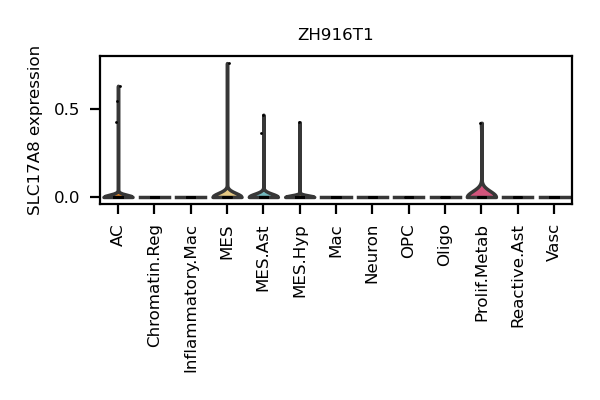 ZH916T1
SLC17A8 expression
0.5
0.0
AC
Chromatin.Reg
Inflammatory.Mac
MES
MES.Ast
MES.Hyp
Mac
Neuron
OPC
Oligo
Prolif.Metab
Reactive.Ast
Vasc